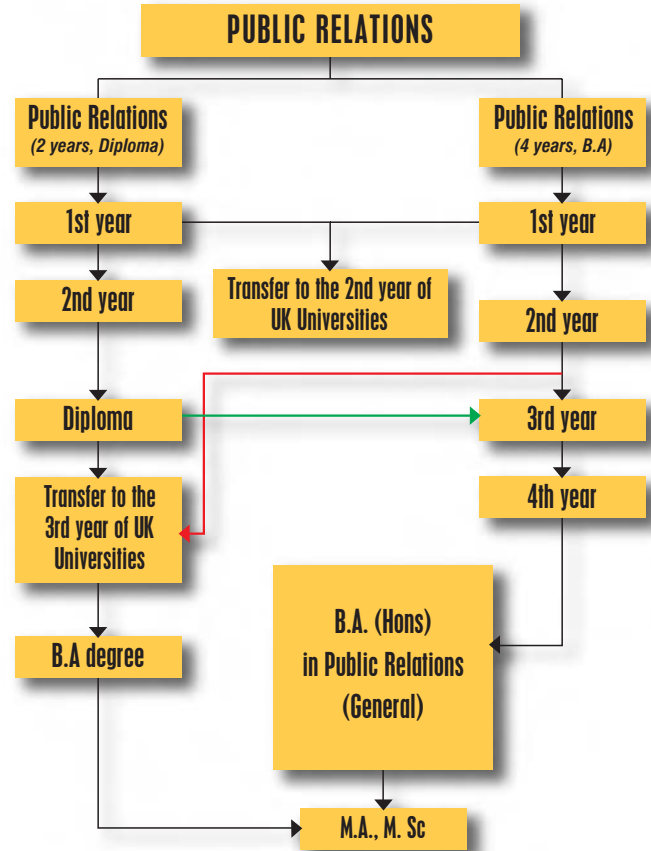 PUBLIC RELATIONS
Public Relations
(2 years, Diploma)
Public Relations
(4 years, B.A)
1st year
1st year
Transfer to the 2nd year of
UK Universities
2nd year
2nd year
Diploma
3rd year
Transfer to the
3rd year of UK
Universities
4th year
B.A. (Hons)
in Public Relations
(General)
B.A degree
M.A., M. Sc